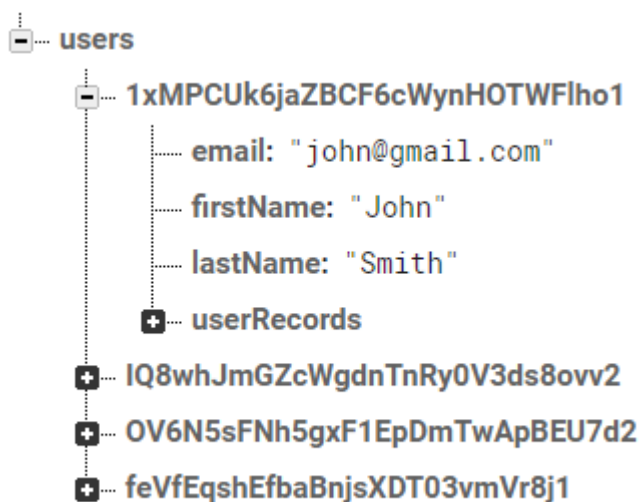 users
1xMPCUk6jaZBCF6cWynHOTWFlho1
email: "john@gmail.com"
firstName: "John"
lastName: "Smith"
userRecords
IQ8whJmGZcWgdnTnRy0V3ds8ovv2
OV6N5sFNh5gxF1EpDmTwApBEU7d2
feVfEqshEfbaBnjsXDT03vmVr8j1